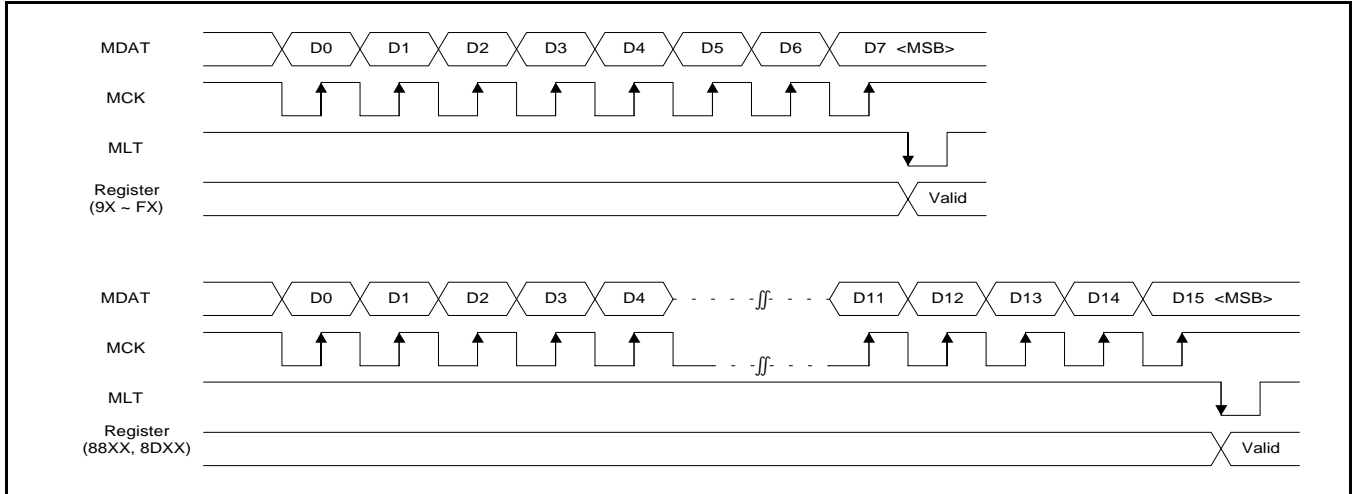 MDAT D0 D1 D2 D3 D4 D5 D6 D7 <MSB>
MCK
MLT
Register
(9X ~ FX) Valid
MDAT D0 D1 D2 D3 D4 D11 D12 D13 D14 D15 <MSB>
MCK
MLT
Register
(88XX, 8DXX) Valid